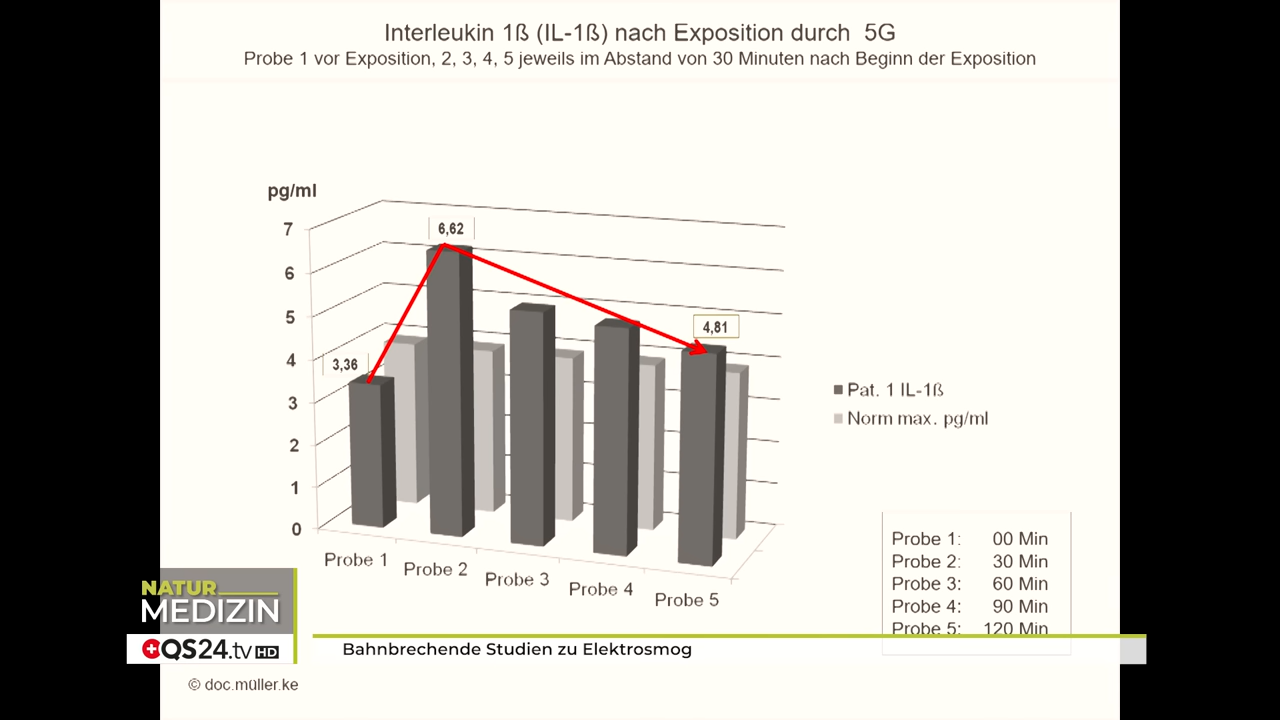 Interleukin 1ß (IL-1ß) nach Exposition durch 5G
Probe 1 vor Exposition, 2, 3, 4, 5 jeweils im Abstand von 30 Minuten nach Beginn der Exposition
pg/ml
7
6
5
4
3
2
1
0
3,36
6,62
4,81
Probe 1
Probe 2
Probe 3
Probe 4
Probe 5
Pat. 1 IL-1ß
Norm max. pg/ml
Probe 1: 00 Min
Probe 2: 30 Min
Probe 3: 60 Min
Probe 4: 90 Min
Probe 5: 120 Min
NATUR
MEDIZIN
QS24.tv HD
Bahnbrechende Studien zu Elektrosmog
© doc.müller.ke